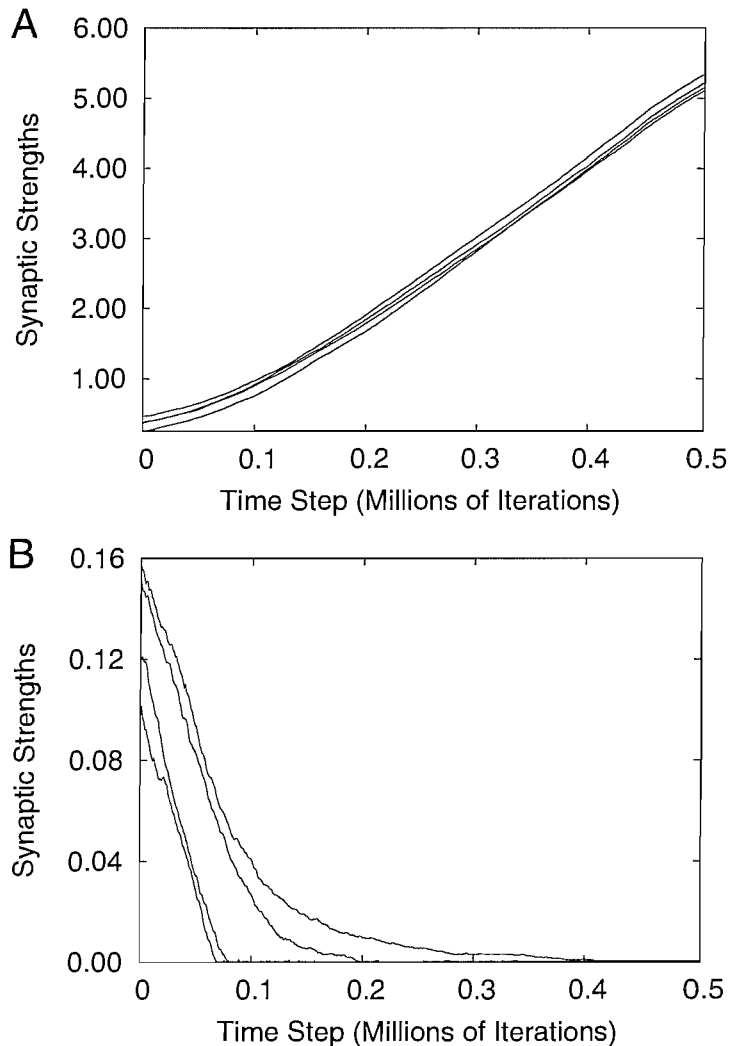 A
6.00
5.00
4.00
3.00
2.00
1.00
Synaptic Strengths
0 0.1 0.2 0.3 0.4 0.5
Time Step (Millions of Iterations)
B
0.16
0.12
0.08
0.04
0.00
Synaptic Strengths
0 0.1 0.2 0.3 0.4 0.5
Time Step (Millions of Iterations)